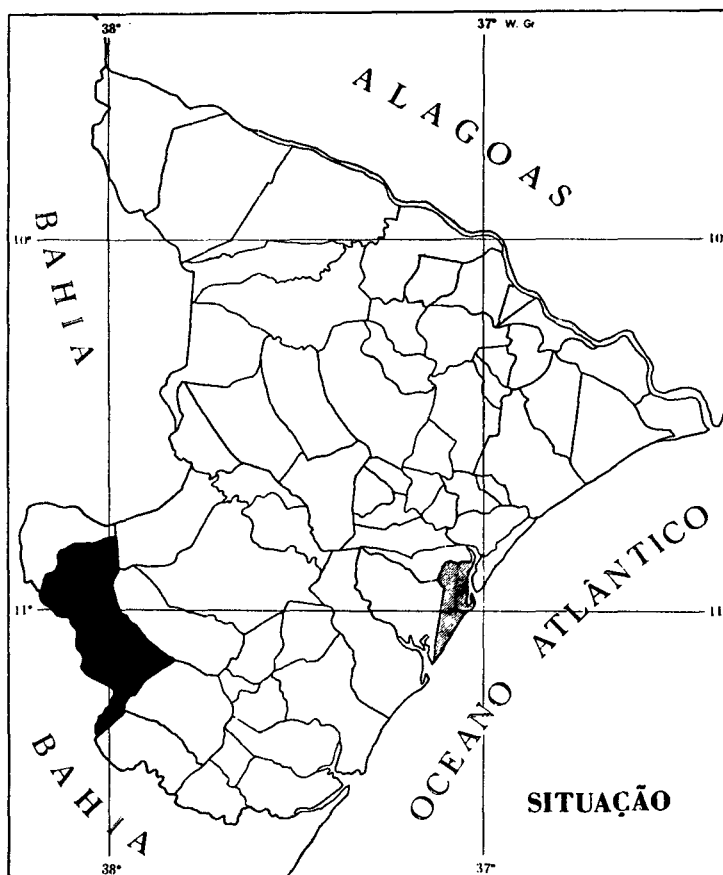 38°
37° W. Gr
ALAGOAS
BAHIA
10°
10
11°
11
OCEANO ATLÂNTICO
BAHIA
SITUAÇÃO
38°
37°